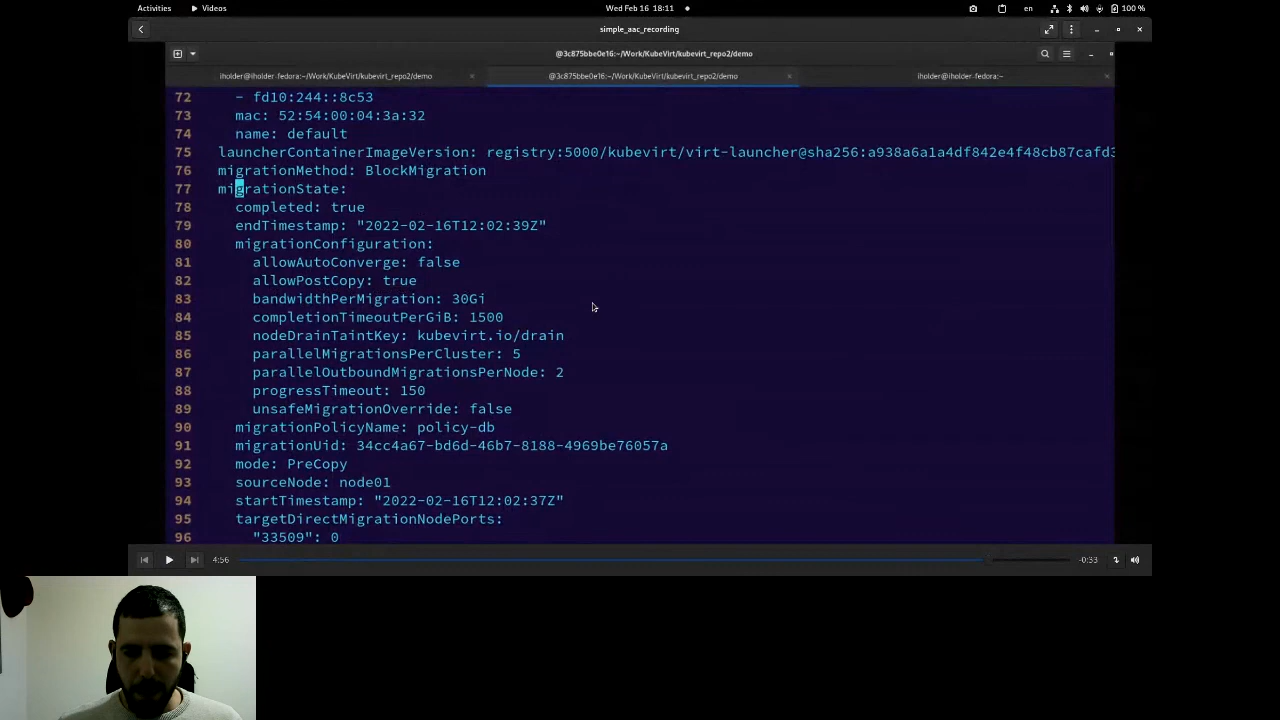 Activities
Videos
Wed Feb 16 18:11
en
100 %
simple_aac_recording
@3c875bbe0e16:~/Work/KubeVirt/kubevirt_repo2/demo
iholder@iholder-fedora:~/Work/KubeVirt/kubevirt_repo2/demo
@3c875bbe0e16:~/Work/KubeVirt/kubevirt_repo2/demo
iholder@iholder-fedora:~
72 - fd10:244::8c53
73 mac: 52:54:00:04:3a:32
74 name: default
75 launcherContainerImageVersion: registry:5000/kubevirt/virt-launcher@sha256:a938a6a1a4df842e4f48cb87cafd3
76 migrationMethod: BlockMigration
77 migrationState:
78 completed: true
79 endTimestamp: "2022-02-16T12:02:39Z"
80 migrationConfiguration:
81 allowAutoConverge: false
82 allowPostCopy: true
83 bandwidthPerMigration: 30Gi
84 completionTimeoutPerGiB: 1500
85 nodeDrainTaintKey: kubevirt.io/drain
86 parallelMigrationsPerCluster: 5
87 parallelOutboundMigrationsPerNode: 2
88 progressTimeout: 150
89 unsafeMigrationOverride: false
90 migrationPolicyName: policy-db
91 migrationUid: 34cc4a67-bd6d-46b7-8188-4969be76057a
92 mode: PreCopy
93 sourceNode: node01
94 startTimestamp: "2022-02-16T12:02:37Z"
95 targetDirectMigrationNodePorts:
96 "33509": 0
4:56
-0:33